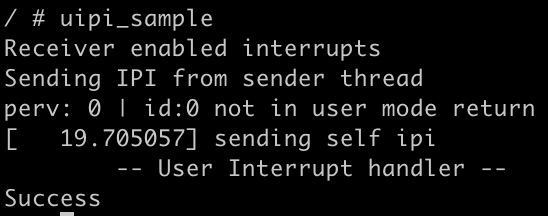 / # uipi_sample
Receiver enabled interrupts
Sending IPI from sender thread
perv: 0 | id:0 not in user mode return
[   19.705057] sending self ipi
        -- User Interrupt handler --
Success